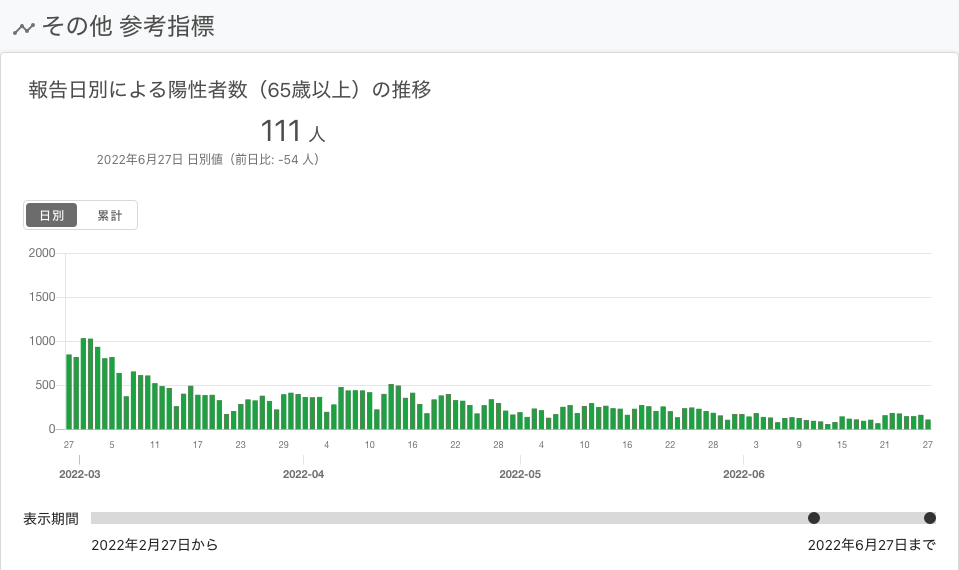 その他 参考指標
報告日別による陽性者数（65歳以上）の推移
111 人
2022年6月27日 日別値（前日比: -54 人）
日別 累計
2000
1500
1000
500
0
27 5 11 17 23 29 4 10 16 22 28 4 10 16 22 28 3 9 15 21 27
2022-03 2022-04 2022-05 2022-06
表示期間
2022年2月27日から 2022年6月27日まで